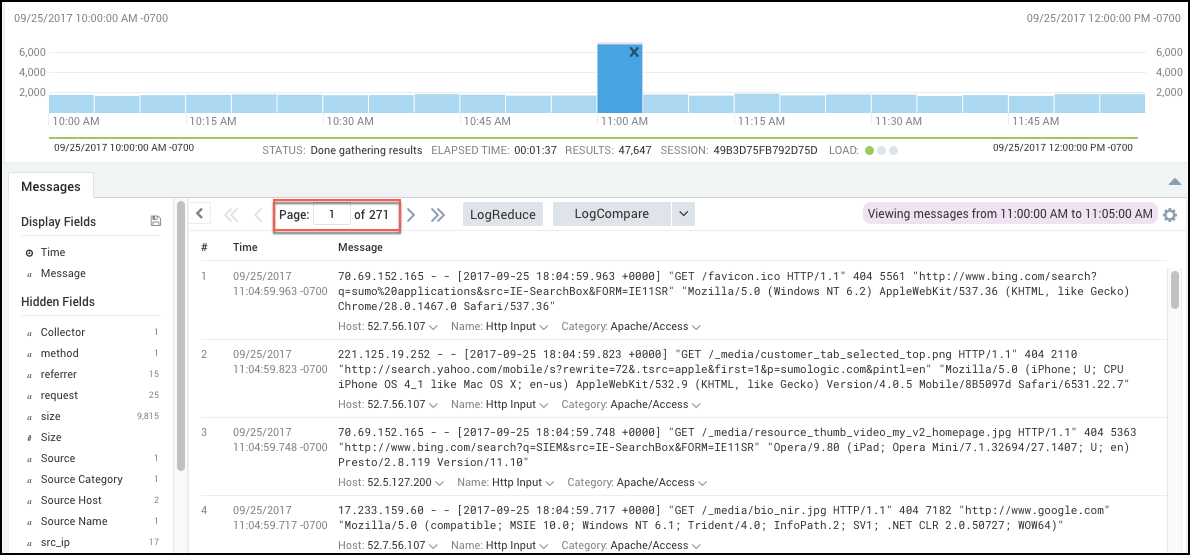 09/25/2017 10:00:00 AM -0700 09/25/2017 12:00:00 PM -0700
6,000 6,000
4,000 4,000
2,000 2,000
10:00 AM 10:15 AM 10:30 AM 10:45 AM 11:00 AM 11:15 AM 11:30 AM 11:45 AM
09/25/2017 10:00:00 AM -0700 STATUS: Done gathering results ELAPSED TIME: 00:01:37 RESULTS: 47,647 SESSION: 49B3D75FB792D75D LOAD: 09/25/2017 12:00:00 PM -0700
Messages
Page: 1 of 271 LogReduce LogCompare Viewing messages from 11:00:00 AM to 11:05:00 AM
Display Fields
a Time
a Message
Hidden Fields
a Collector 1
a method 1
a referrer 15
a request 25
a size 9,815
# Size
a Source 1
a Source Category 1
a Source Host 2
a Source Name 1
a src_ip 17
# Time Message
1 09/25/2017 11:04:59.963 -0700
70.69.152.165 - - [2017-09-25 18:04:59.963 +0000] "GET /favicon.ico HTTP/1.1" 404 5561 "http://www.bing.com/search?
q=sumo%20applications&src=IE-SearchBox&FORM=IE11SR" "Mozilla/5.0 (Windows NT 6.2) AppleWebKit/537.36 (KHTML, like Gecko)
Chrome/28.0.1467.0 Safari/537.36"
Host: 52.7.56.107 Name: Http Input Category: Apache/Access
2 09/25/2017 11:04:59.823 -0700
221.125.19.252 - - [2017-09-25 18:04:59.823 +0000] "GET /_media/customer_tab_selected_top.png HTTP/1.1" 404 2110
"http://search.yahoo.com/mobile/s?rewrite=72&.tsrc=apple&first=1&p=sumologic.com&pintl=en" "Mozilla/5.0 (iPhone; U; CPU
iPhone OS 4_1 like Mac OS X; en-us) AppleWebKit/532.9 (KHTML, like Gecko) Version/4.0.5 Mobile/8B5097d Safari/6531.22.7"
Host: 52.7.56.107 Name: Http Input Category: Apache/Access
3 09/25/2017 11:04:59.748 -0700
70.69.152.165 - - [2017-09-25 18:04:59.748 +0000] "GET /_media/resource_thumb_video_my_v2_homepage.jpg HTTP/1.1" 404 5363
"http://www.bing.com/search?q=SIEM&src=IE-SearchBox&FORM=IE11SR" "Opera/9.80 (iPad; Opera Mini/7.1.32694/27.1407; U; en)
Presto/2.8.119 Version/11.10"
Host: 52.5.127.200 Name: Http Input Category: Apache/Access
4 09/25/2017 11:04:59.717 -0700
17.233.159.60 - - [2017-09-25 18:04:59.717 +0000] "GET /_media/bio_nir.jpg HTTP/1.1" 404 7182 "http://www.google.com"
"Mozilla/5.0 (compatible; MSIE 10.0; Windows NT 6.1; Trident/4.0; InfoPath.2; SV1; .NET CLR 2.0.50727; WOW64)"
Host: 52.7.56.107 Name: Http Input Category: Apache/Access